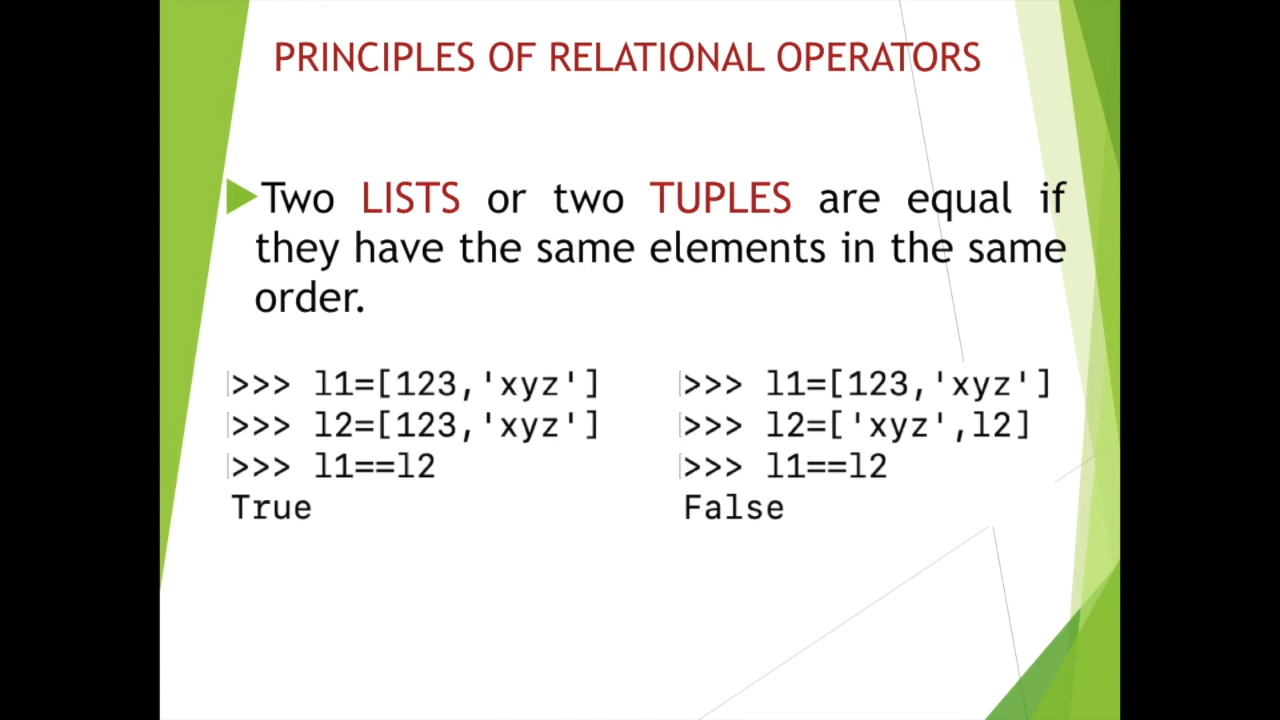 PRINCIPLES OF RELATIONAL OPERATORS
Two LISTS or two TUPLES are equal if
they have the same elements in the same
order.
>>> l1=[123,'xyz']
>>> l2=[123,'xyz']
>>> l1==l2
True
>>> l1=[123,'xyz']
>>> l2=['xyz',l2]
>>> l1==l2
False